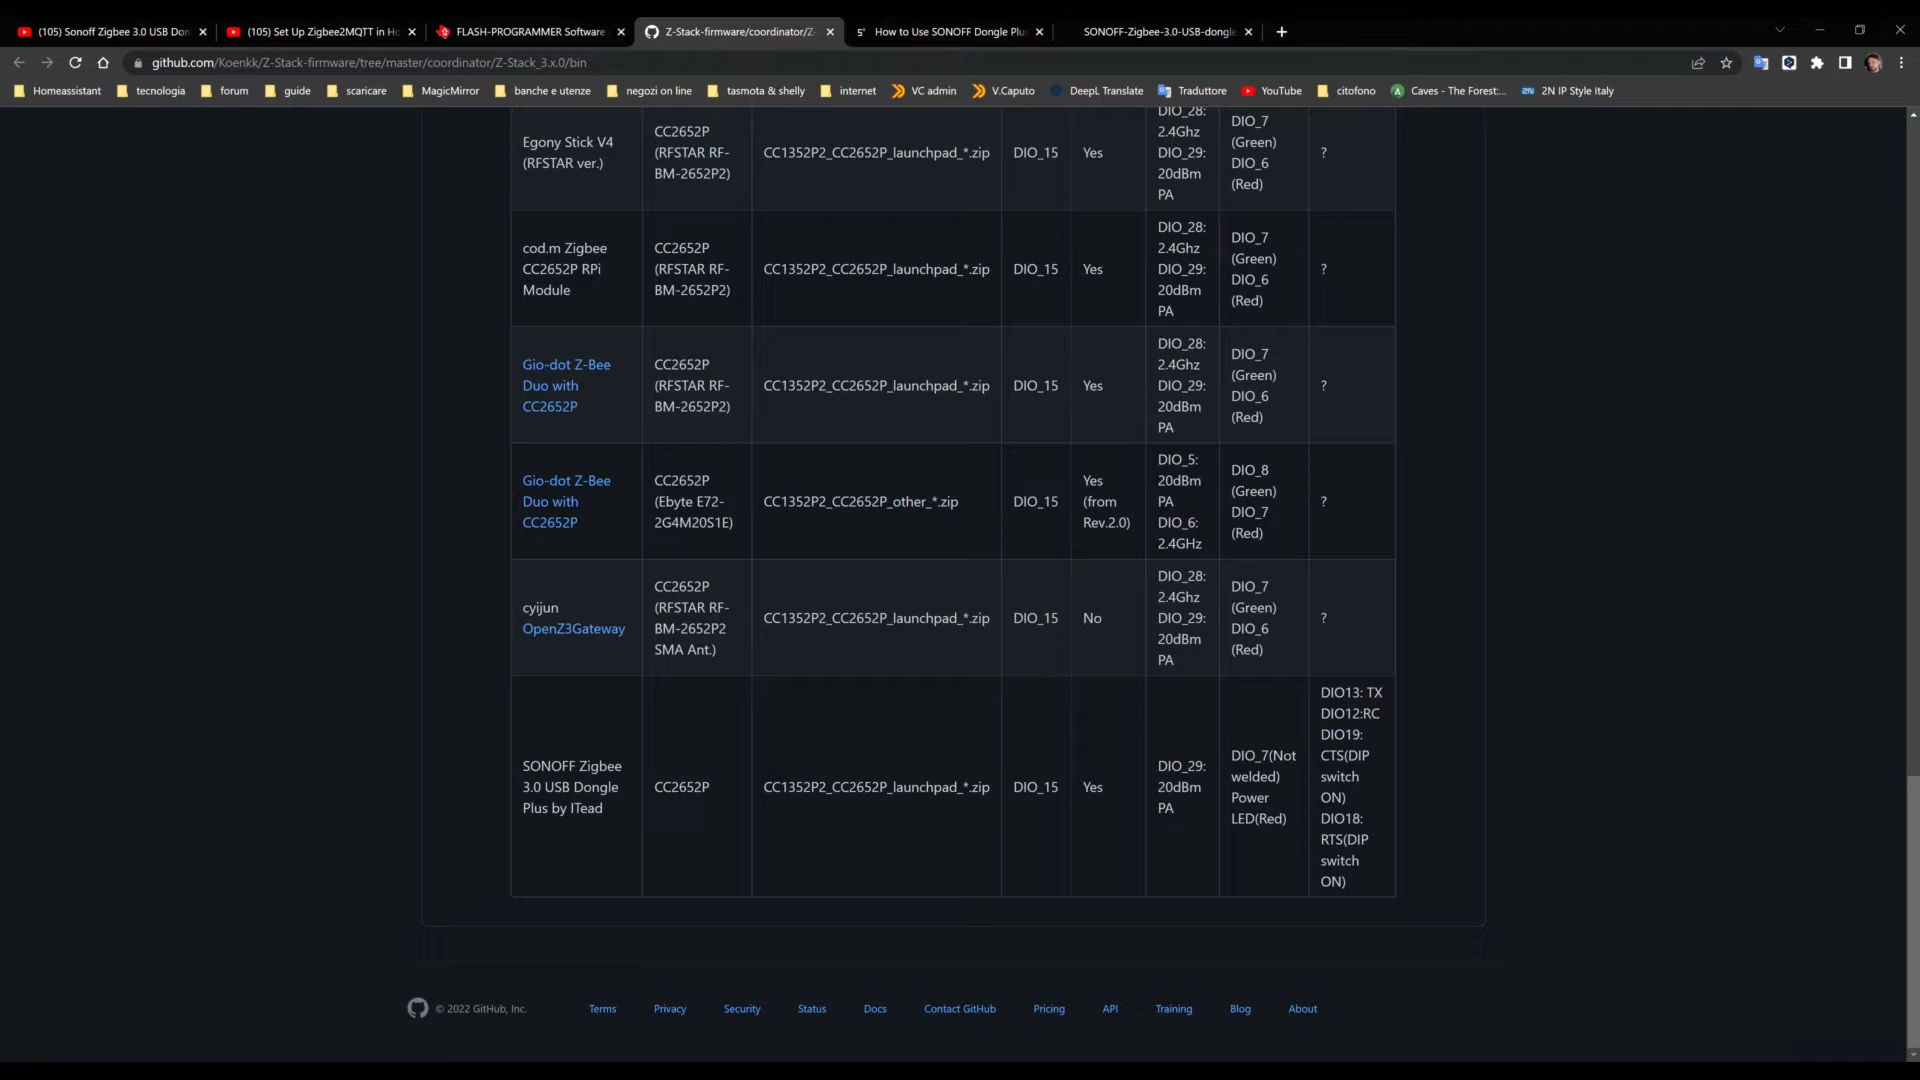 (105) Sonoff Zigbee 3.0 USB Don
(105) Set Up Zigbee2MQTT in Ho
FLASH-PROGRAMMER Software
Z-Stack-firmware/coordinator/Z-
How to Use SONOFF Dongle Plu
SONOFF-Zigbee-3.0-USB-dongle
github.com/Koenkk/Z-Stack-firmware/tree/master/coordinator/Z-Stack_3.x.0/bin
Homeassistant
tecnologia
forum
guide
scaricare
MagicMirror
banche e utenze
negozi on line
tasmota & shelly
internet
VC admin
V.Caputo
DeepL Translate
Traduttore
YouTube
citofono
Caves - The Forest:...
2N IP Style Italy
Egony Stick V4
(RFSTAR ver.)
CC2652P
(RFSTAR RF-
BM-2652P2)
CC1352P2_CC2652P_launchpad_*.zip
DIO_15
Yes
DIO_28:
2.4Ghz
DIO_29:
20dBm
PA
DIO_7
(Green)
DIO_6
(Red)
?
cod.m Zigbee
CC2652P RPi
Module
CC2652P
(RFSTAR RF-
BM-2652P2)
CC1352P2_CC2652P_launchpad_*.zip
DIO_15
Yes
DIO_28:
2.4Ghz
DIO_29:
20dBm
PA
DIO_7
(Green)
DIO_6
(Red)
?
Gio-dot Z-Bee
Duo with
CC2652P
CC2652P
(RFSTAR RF-
BM-2652P2)
CC1352P2_CC2652P_launchpad_*.zip
DIO_15
Yes
DIO_28:
2.4Ghz
DIO_29:
20dBm
PA
DIO_7
(Green)
DIO_6
(Red)
?
Gio-dot Z-Bee
Duo with
CC2652P
CC2652P
(Ebyte E72-
2G4M20S1E)
CC1352P2_CC2652P_other_*.zip
DIO_15
Yes
(from
Rev.2.0)
DIO_5:
20dBm
PA
DIO_6:
2.4GHz
DIO_8
(Green)
DIO_7
(Red)
?
cyijun
OpenZ3Gateway
CC2652P
(RFSTAR RF-
BM-2652P2
SMA Ant.)
CC1352P2_CC2652P_launchpad_*.zip
DIO_15
No
DIO_28:
2.4Ghz
DIO_29:
20dBm
PA
DIO_7
(Green)
DIO_6
(Red)
?
SONOFF Zigbee
3.0 USB Dongle
Plus by ITead
CC2652P
CC1352P2_CC2652P_launchpad_*.zip
DIO_15
Yes
DIO_29:
20dBm
PA
DIO_7(Not
welded)
Power
LED(Red)
DIO13: TX
DIO12:RC
DIO19:
CTS(DIP
switch
ON)
DIO18:
RTS(DIP
switch
ON)
© 2022 GitHub, Inc.
Terms
Privacy
Security
Status
Docs
Contact GitHub
Pricing
API
Training
Blog
About